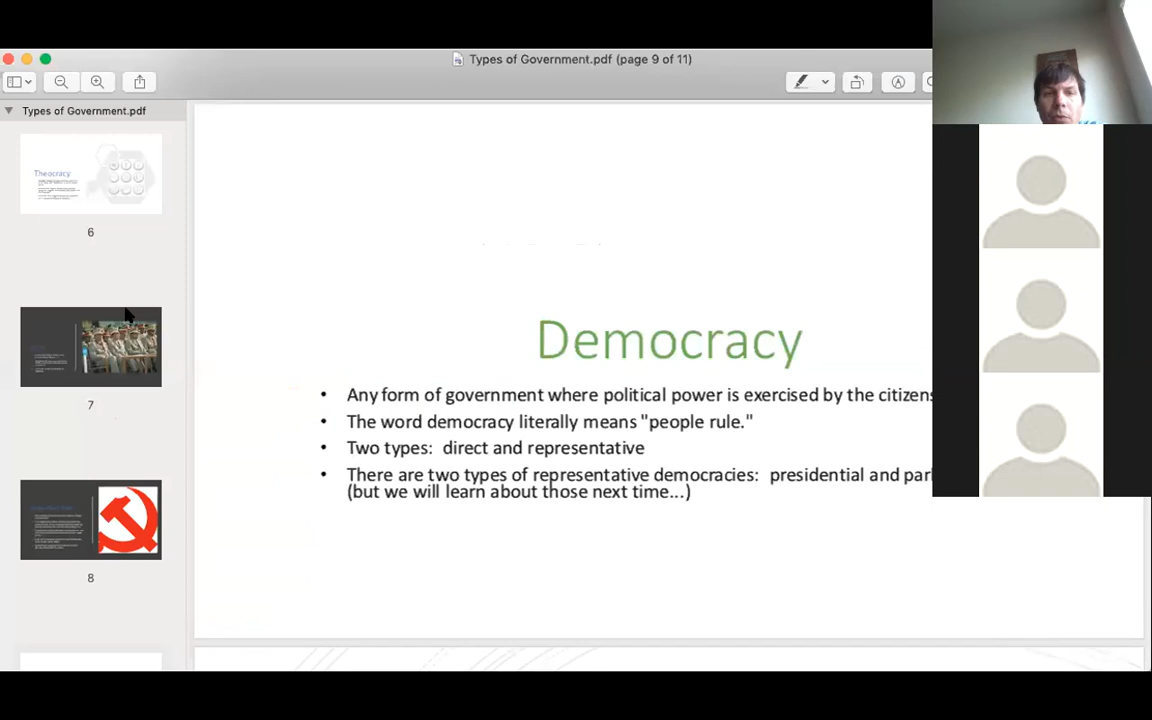 Types of Government.pdf (page 9 of 11)
Types of Government.pdf
Theocracy
6
7
8
Democracy
• Any form of government where political power is exercised by the citizens
• The word democracy literally means "people rule."
• Two types: direct and representative
• There are two types of representative democracies: presidential and parl
(but we will learn about those next time...)